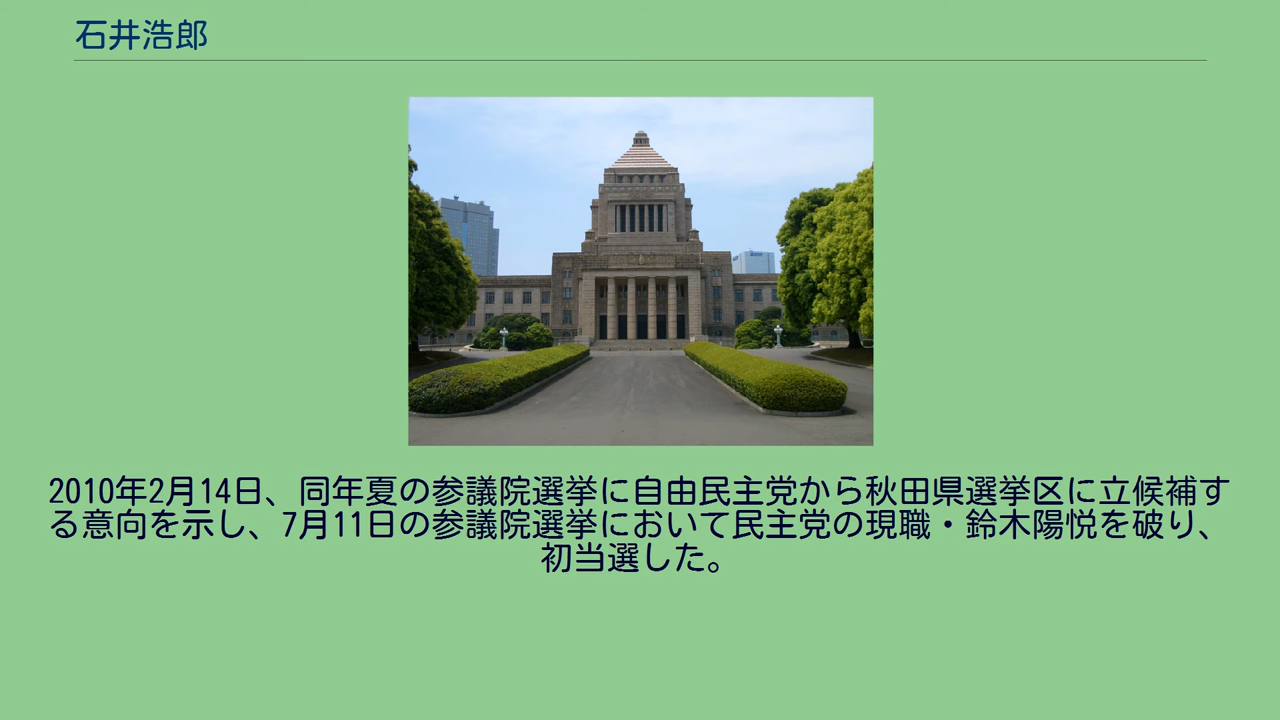 石井浩郎
2010年2月14日、同年夏の参議院選挙に自由民主党から秋田県選挙区に立候補す
る意向を示し、7月11日の参議院選挙において民主党の現職・鈴木陽悦を破り、
初当選した。